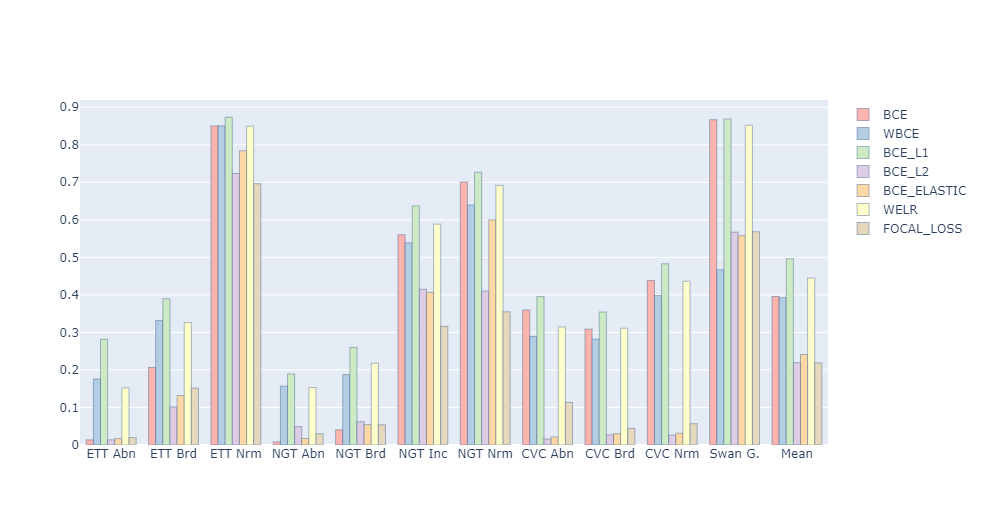 0.9
0.8
0.7
0.6
0.5
0.4
0.3
0.2
0.1
0
ETT Abn ETT Brd ETT Nrm NGT Abn NGT Brd NGT Inc NGT Nrm CVC Abn CVC Brd CVC Nrm Swan G. Mean
BCE
WBCE
BCE_L1
BCE_L2
BCE_ELASTIC
WELR
FOCAL_LOSS